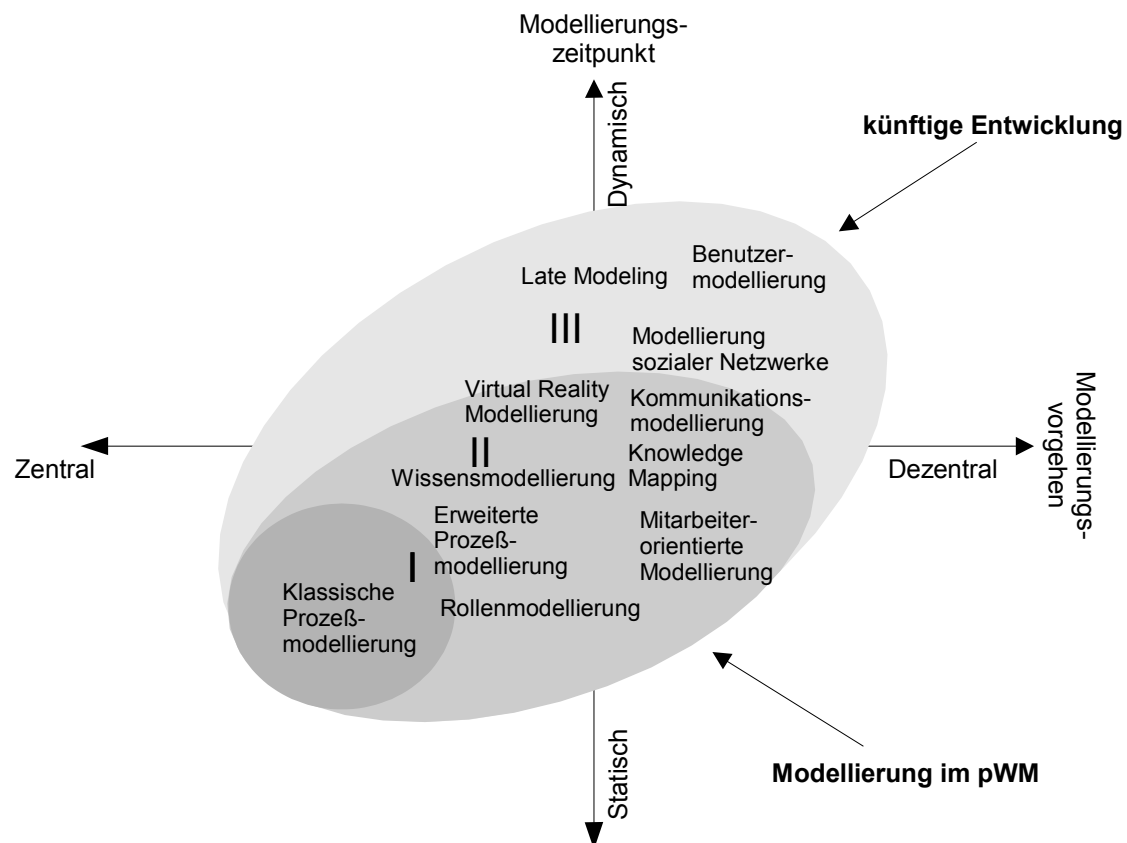 Modellierungs-
zeitpunkt
Dynamisch
künftige Entwicklung
Late Modeling
Benutzer-
modellierung
III
Modellierung
sozialer Netzwerke
Virtual Reality
Modellierung
Kommunikations-
modellierung
Zentral
II
Wissensmodellierung
Knowledge
Mapping
Dezentral
Modellierungs-
vorgehen
Erweiterte
Prozeß-
modellierung
Mitarbeiter-
orientierte
Modellierung
I
Klassische
Prozeß-
modellierung
Rollenmodellierung
Statisch
Modellierung im pWM